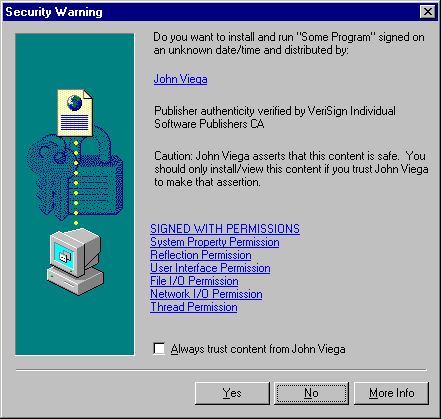 Security Warning
Do you want to install and run "Some Program" signed on
an unknown date/time and distributed by:
John Viega
Publisher authenticity verified by VeriSign Individual
Software Publishers CA
Caution: John Viega asserts that this content is safe. You
should only install/view this content if you trust John Viega
to make that assertion.
SIGNED WITH PERMISSIONS
System Property Permission
Reflection Permission
User Interface Permission
File I/O Permission
Network I/O Permission
Thread Permission
Always trust content from John Viega
Yes No More Info